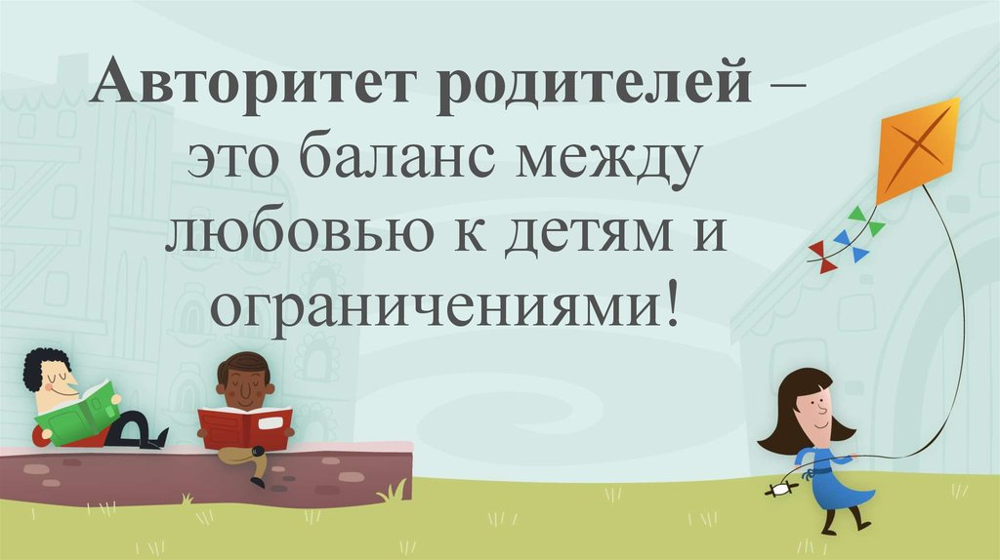 Авторитет родителей –
это баланс между
любовью к детям и
ограничениями!